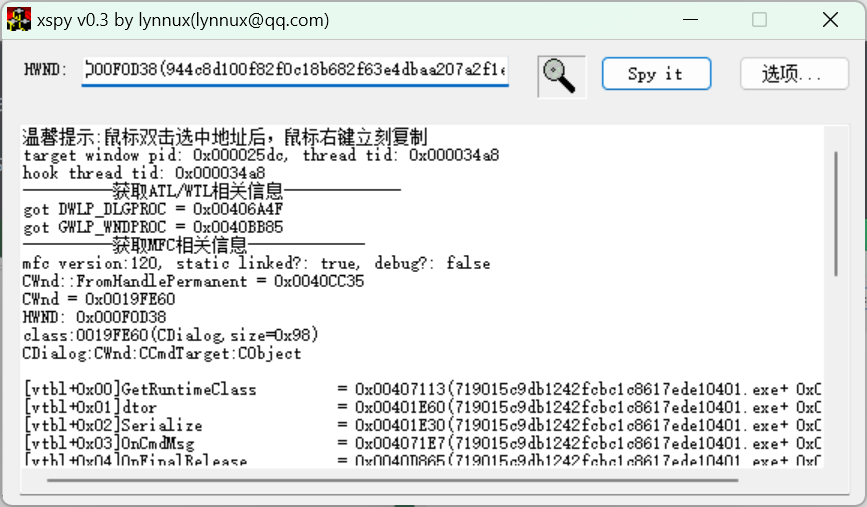 xspy v0.3 by lynnux(lynnux@qq.com)
HWND: 000F0D38(944c8d100f82f0c18b682f63e4dbaa207a2f1e
Spy it
选项...
温馨提示:鼠标双击选中地址后，鼠标右键立刻复制
target window pid: 0x000025dc, thread tid: 0x000034a8
hook thread tid: 0x000034a8
——————————获取ATL/WTL相关信息—————————————
got DWLP_DLGPROC = 0x00406A4F
got GWLP_WNDPROC = 0x0040BB85
——————————获取MFC相关信息—————————————
mfc version:120, static linked?: true, debug?: false
CWnd::FromHandlePermanent = 0x0040CC35
CWnd = 0x0019FE60
HWND: 0x000F0D38
class:0019FE60(CDialog,size=0x98)
CDialog:CWnd:CCmdTarget:CObject
[vtbl+0x00]GetRuntimeClass = 0x00407113(719015c9db1242fcbc1c8617ede10401.exe+ 0x0
[vtbl+0x01]dtor = 0x00401E60(719015c9db1242fcbc1c8617ede10401.exe+ 0x0
[vtbl+0x02]Serialize = 0x00401E30(719015c9db1242fcbc1c8617ede10401.exe+ 0x0
[vtbl+0x03]OnCmdMsg = 0x004071E7(719015c9db1242fcbc1c8617ede10401.exe+ 0x0
[vtbl+0x04]OnFinalRelease = 0x0040D865(719015c9db1242fcbc1c8617ede10401.exe+ 0x0